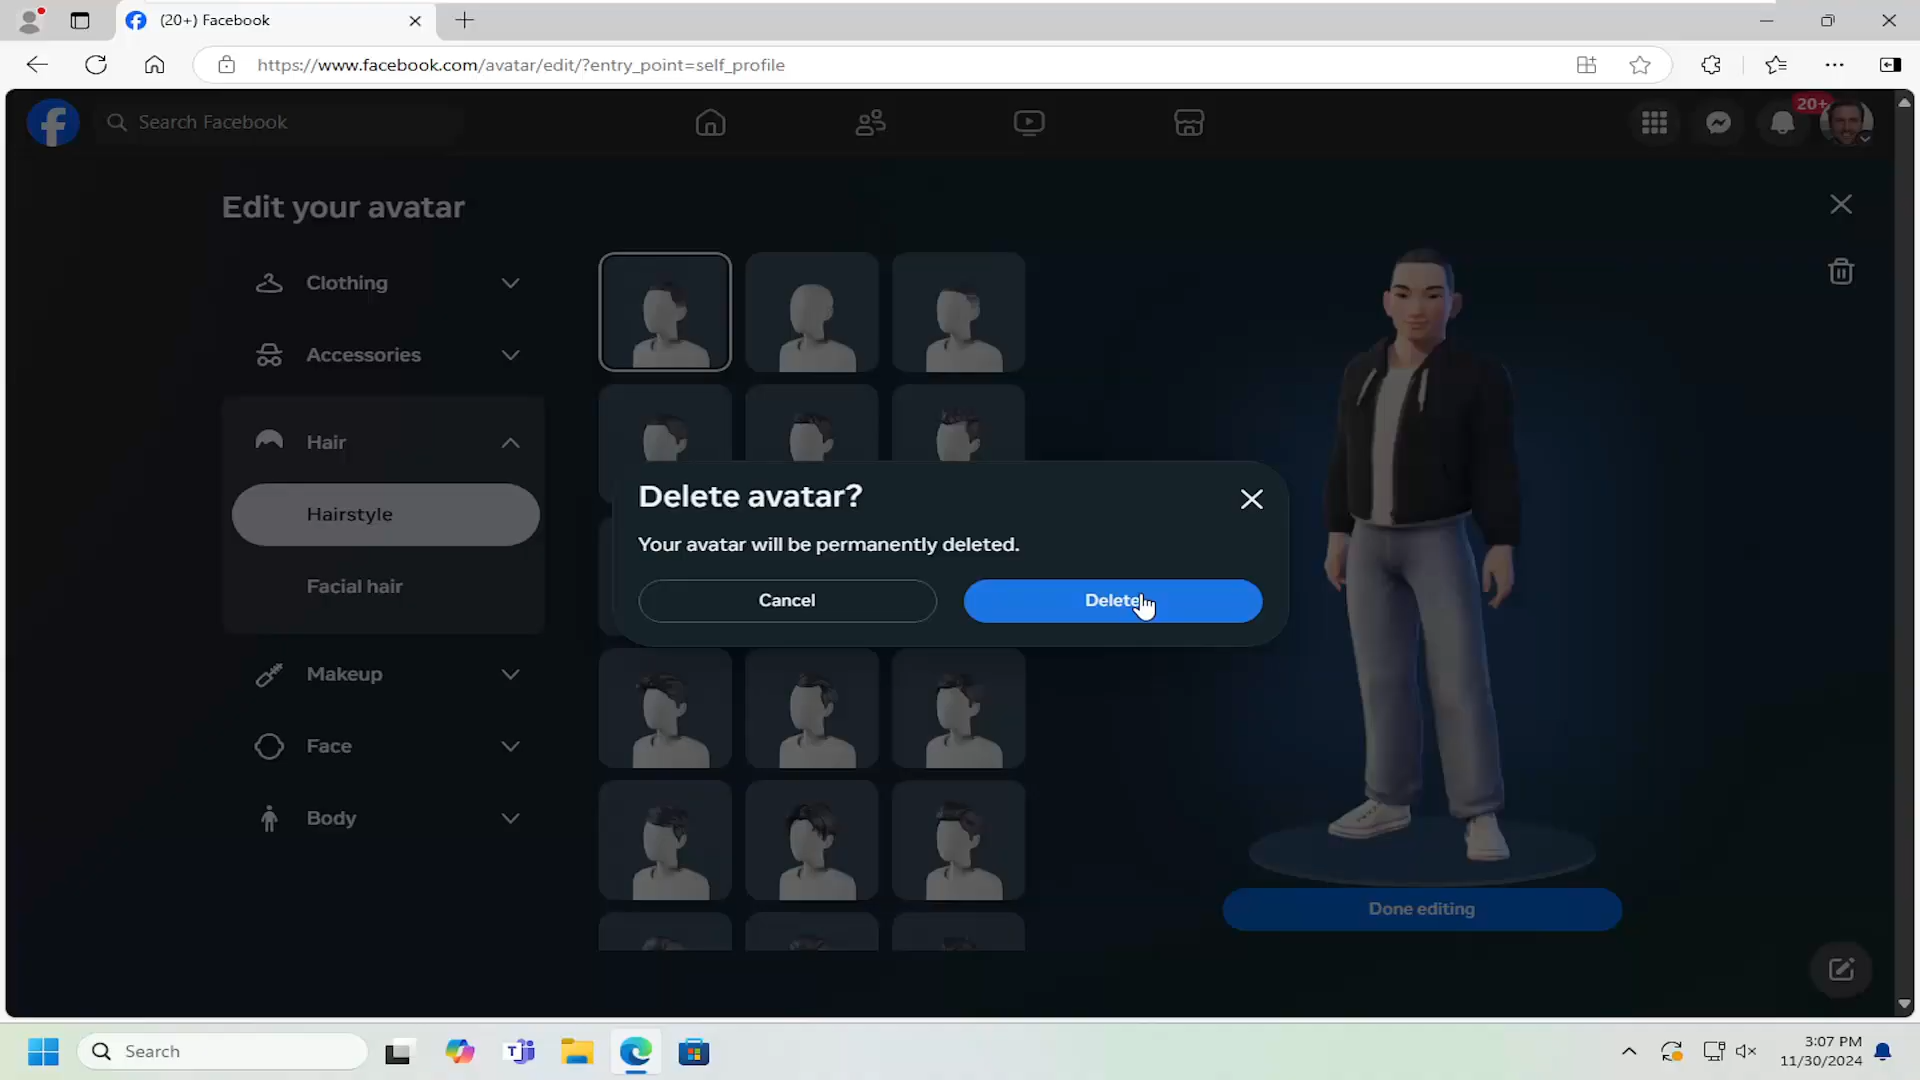 (20+) Facebook
https://www.facebook.com/avatar/edit/?entry_point=self_profile
Search Facebook
20+
Edit your avatar
Clothing
Accessories
Hair
Hairstyle
Facial hair
Makeup
Face
Body
Delete avatar?
Your avatar will be permanently deleted.
Cancel
Delete
Done editing
Search
3:07 PM
11/30/2024